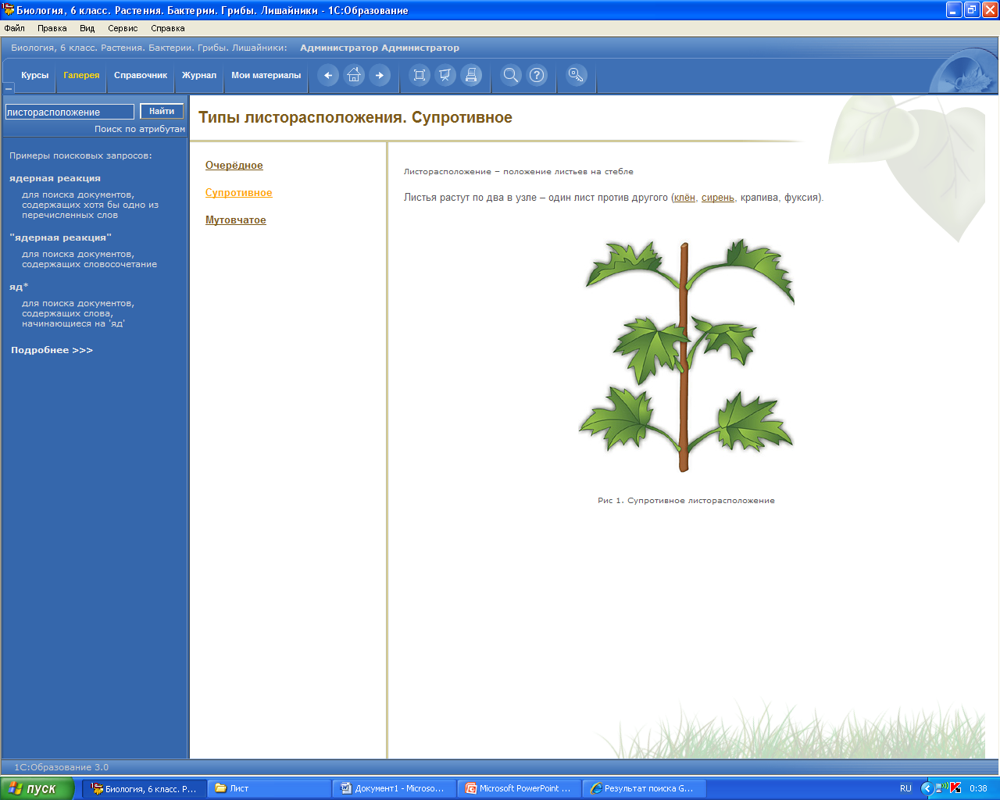 Биология, 6 класс. Растения. Бактерии. Грибы. Лишайники - 1С:Образование
Файл Правка Вид Сервис Справка
Биология, 6 класс. Растения. Бактерии. Грибы. Лишайники: Администратор Администратор
Курсы Галерея Справочник Журнал Мои материалы
листорасположение Найти
Поиск по атрибутам
Примеры поисковых запросов:
ядерная реакция
для поиска документов,
содержащих хотя бы одно из
перечисленных слов
"ядерная реакция"
для поиска документов,
содержащих словосочетание
яд*
для поиска документов,
содержащих слова,
начинающиеся на 'яд'
Подробнее >>>
Типы листорасположения. Супротивное
Очерёдное
Супротивное
Мутовчатое
Листорасположение – положение листьев на стебле
Листья растут по два в узле – один лист против другого (клён, сирень, крапива, фуксия).
Рис 1. Супротивное листорасположение
1С:Образование 3.0
пуск Биология, 6 класс. Р... Лист Документ1 - Microso... Microsoft PowerPoint ... Результат поиска G... RU 0:38